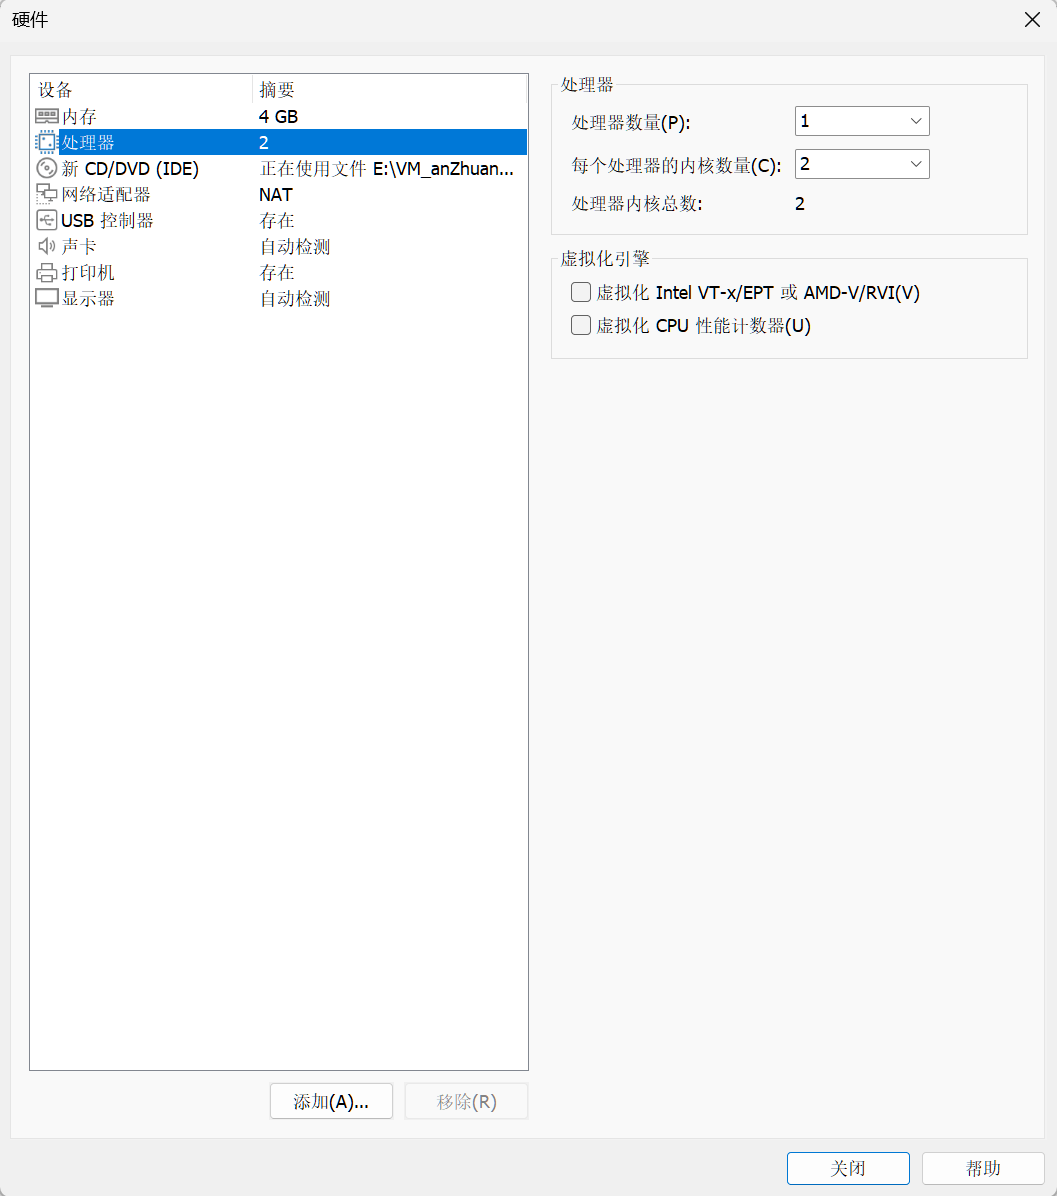 硬件
设备 摘要
内存 4 GB
处理器 2
新 CD/DVD (IDE) 正在使用文件 E:\VM_anZhuan...
网络适配器 NAT
USB 控制器 存在
声卡 自动检测
打印机 存在
显示器 自动检测
添加(A)... 移除(R)
处理器
处理器数量(P): 1
每个处理器的内核数量(C): 2
处理器内核总数: 2
虚拟化引擎
虚拟化 Intel VT-x/EPT 或 AMD-V/RVI(V)
虚拟化 CPU 性能计数器(U)
关闭 帮助